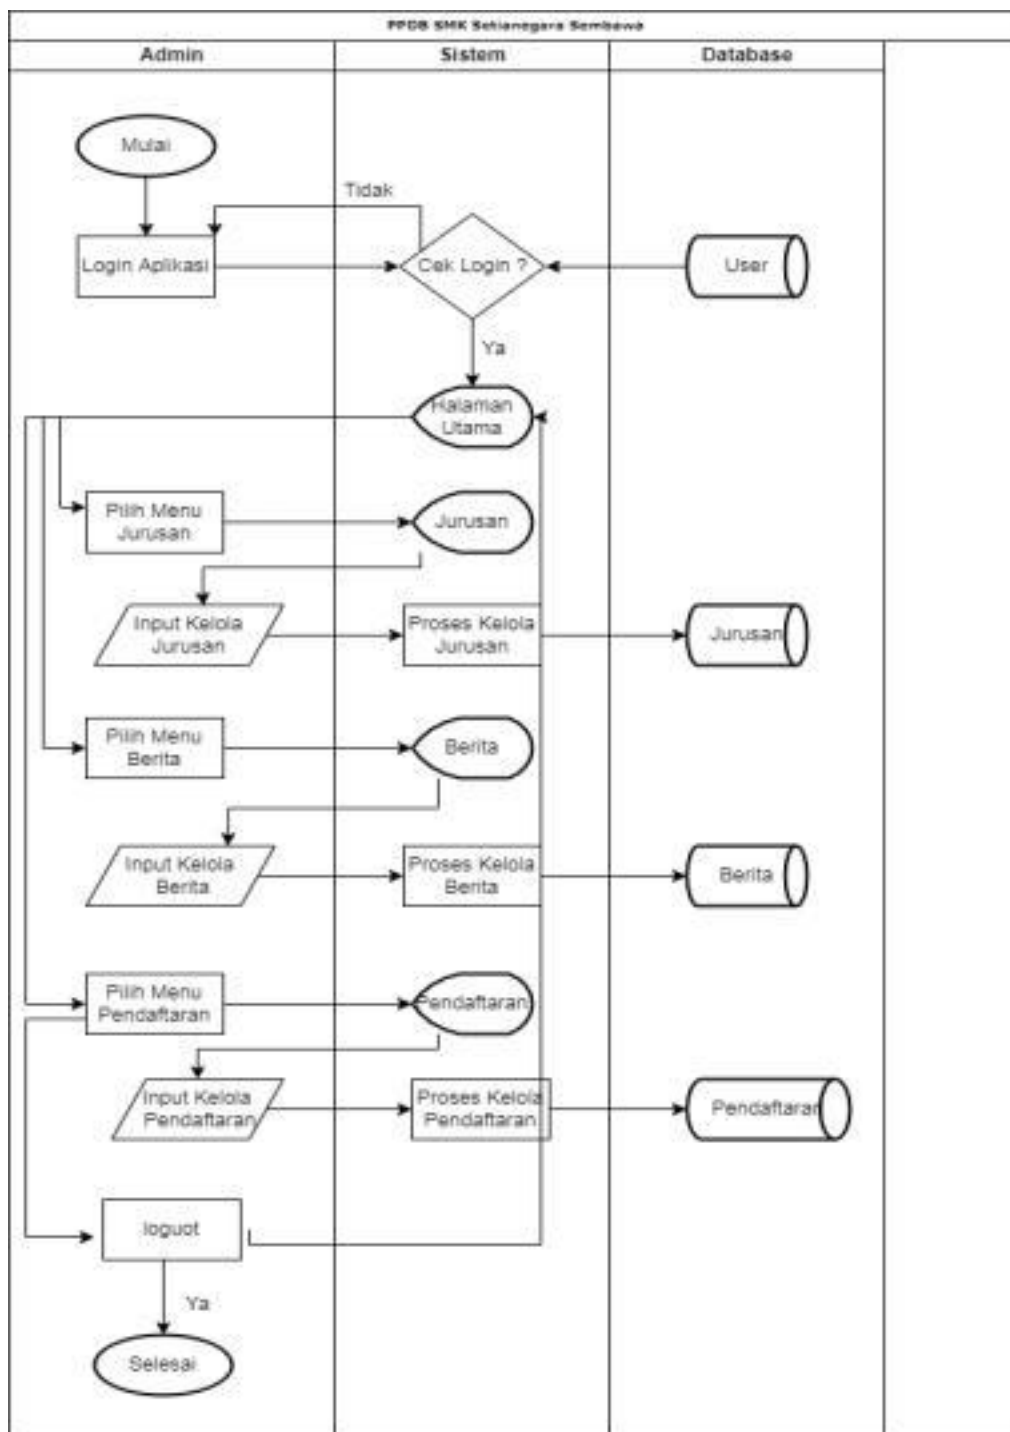 PPDB SMK Setianegara Sembawa
Admin
Sistem
Database
Mulai
Tidak
Login Aplikasi
Cek Login ?
User
Ya
Halaman
Utama
Pilih Menu
Jurusan
Jurusan
Input Kelola
Jurusan
Proses Kelola
Jurusan
Jurusan
Pilih Menu
Berita
Berita
Input Kelola
Berita
Proses Kelola
Berita
Berita
Pilih Menu
Pendaftaran
Pendaftaran
Input Kelola
Pendaftaran
Proses Kelola
Pendaftaran
Pendaftaran
loguot
Ya
Selesai